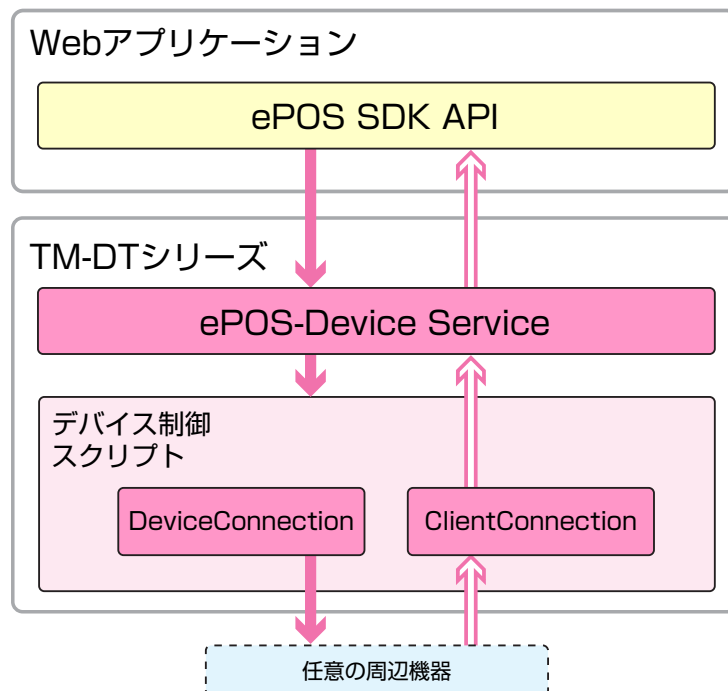 Webアプリケーション
ePOS SDK API
TM-DTシリーズ
ePOS-Device Service
デバイス制御
スクリプト
DeviceConnection
ClientConnection
任意の周辺機器